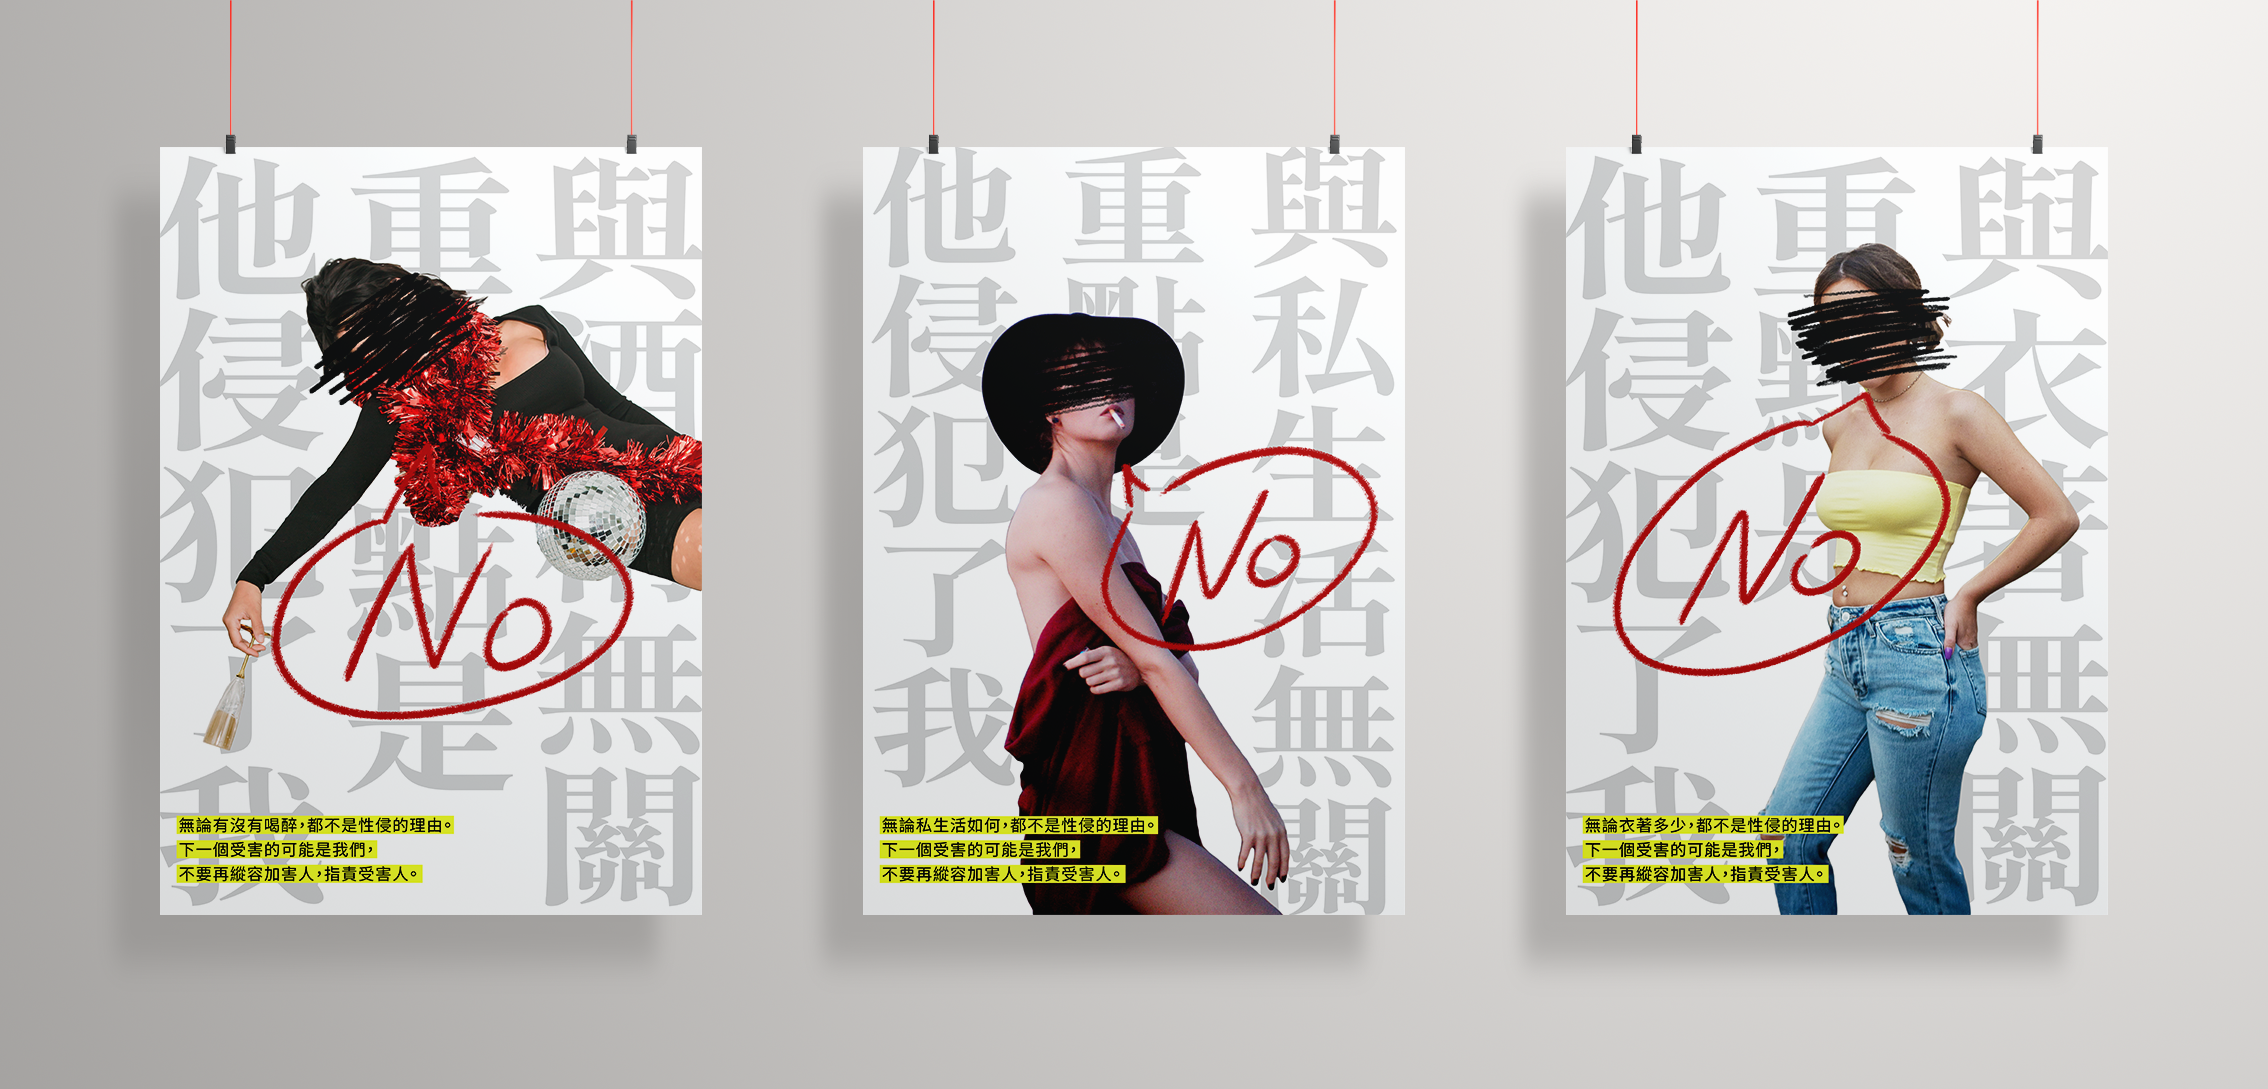 與酒無關
重點是
他侵犯了我
No
無論有沒有喝醉，都不是性侵的理由。
下一個受害的可能是我們，
不要再縱容加害人，指責受害人。
與私生活無關
重點是
他侵犯了我
No
無論私生活如何，都不是性侵的理由。
下一個受害的可能是我們，
不要再縱容加害人，指責受害人。
與衣著無關
重點是
他侵犯了我
No
無論衣著多少，都不是性侵的理由。
下一個受害的可能是我們，
不要再縱容加害人，指責受害人。